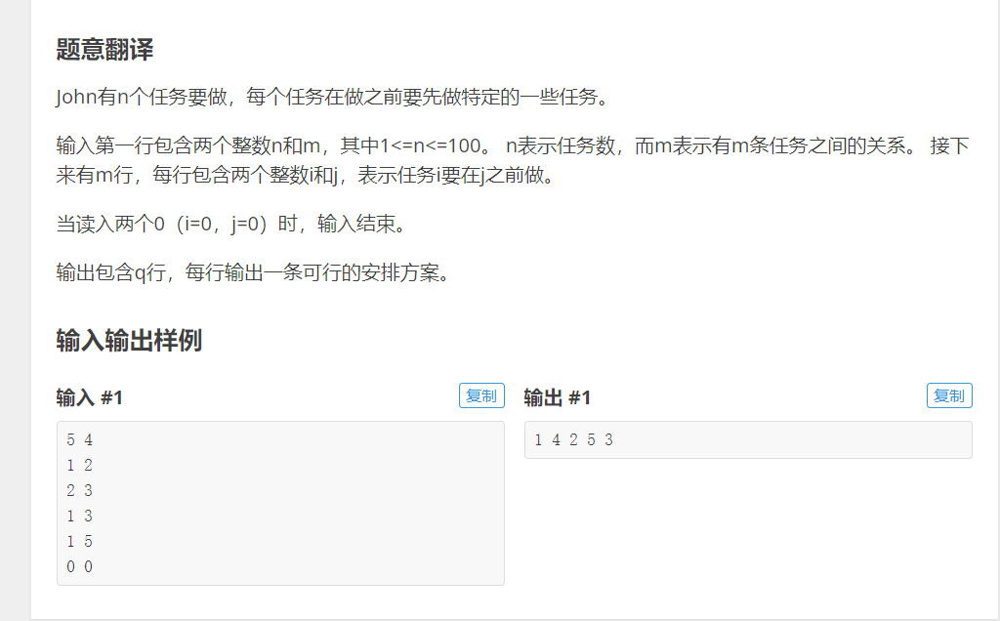 题意翻译
John有n个任务要做，每个任务在做之前要先做特定的一些任务。
输入第一行包含两个整数n和m，其中1<=n<=100。 n表示任务数，而m表示有m条任务之间的关系。 接下
来有m行，每行包含两个整数i和j，表示任务i要在j之前做。
当读入两个0（i=0，j=0）时，输入结束。
输出包含q行，每行输出一条可行的安排方案。
输入输出样例
输入 #1
复制
5 4
1 2
2 3
1 3
1 5
0 0
输出 #1
复制
1 4 2 5 3